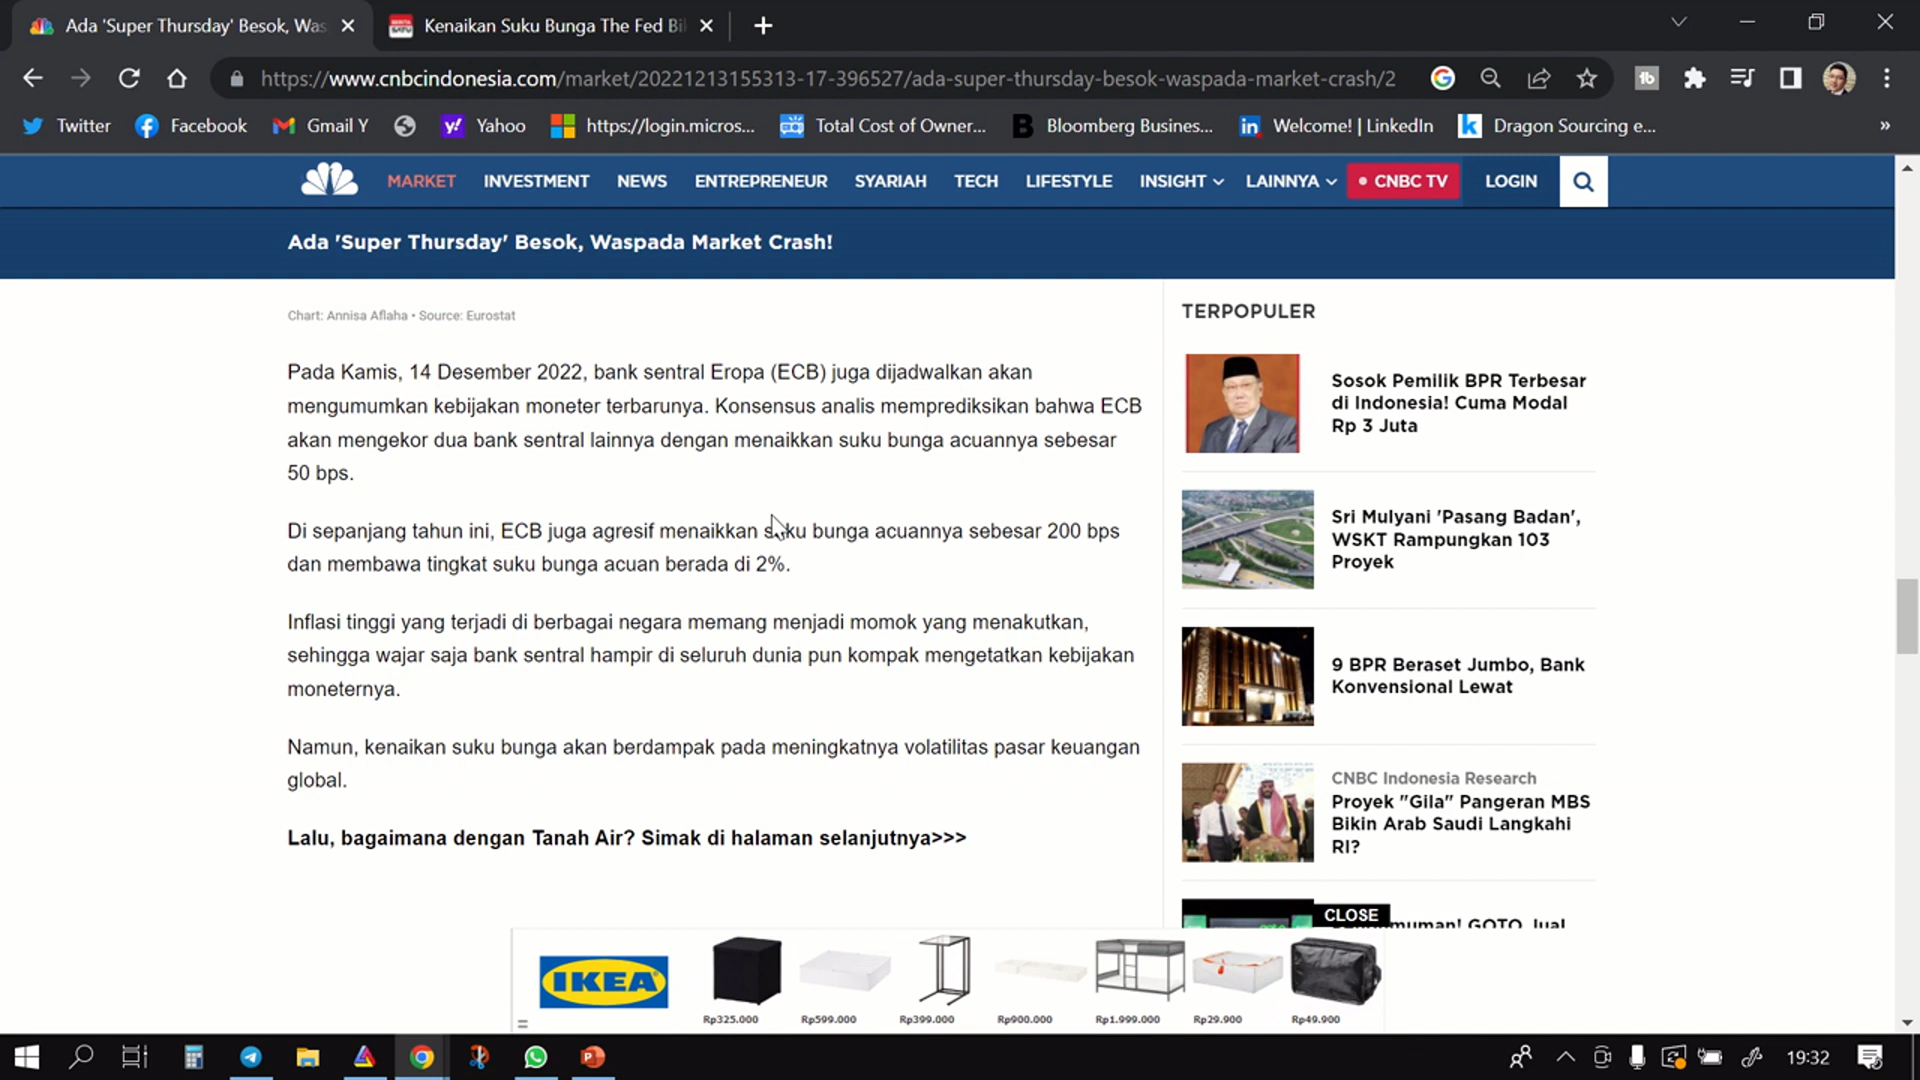 Ada 'Super Thursday' Besok, Was
Kenaikan Suku Bunga The Fed Bi
https://www.cnbcindonesia.com/market/20221213155313-17-396527/ada-super-thursday-besok-waspada-market-crash/2
Twitter
Facebook
Gmail Y
Yahoo
https://login.micros...
Total Cost of Owner...
Bloomberg Busines...
Welcome! | LinkedIn
Dragon Sourcing e...
»
MARKET
INVESTMENT
NEWS
ENTREPRENEUR
SYARIAH
TECH
LIFESTYLE
INSIGHT
LAINNYA
CNBC TV
LOGIN
Ada 'Super Thursday' Besok, Waspada Market Crash!
Chart: Annisa Aflaha • Source: Eurostat
Pada Kamis, 14 Desember 2022, bank sentral Eropa (ECB) juga dijadwalkan akan
mengumumkan kebijakan moneter terbarunya. Konsensus analis memprediksikan bahwa ECB
akan mengekor dua bank sentral lainnya dengan menaikkan suku bunga acuannya sebesar
50 bps.
Di sepanjang tahun ini, ECB juga agresif menaikkan suku bunga acuannya sebesar 200 bps
dan membawa tingkat suku bunga acuan berada di 2%.
Inflasi tinggi yang terjadi di berbagai negara memang menjadi momok yang menakutkan,
sehingga wajar saja bank sentral hampir di seluruh dunia pun kompak mengetatkan kebijakan
moneternya.
Namun, kenaikan suku bunga akan berdampak pada meningkatnya volatilitas pasar keuangan
global.
Lalu, bagaimana dengan Tanah Air? Simak di halaman selanjutnya>>>
TERPOPULER
Sosok Pemilik BPR Terbesar
di Indonesia! Cuma Modal
Rp 3 Juta
Sri Mulyani 'Pasang Badan',
WSKT Rampungkan 103
Proyek
9 BPR Beraset Jumbo, Bank
Konvensional Lewat
CNBC Indonesia Research
Proyek "Gila" Pangeran MBS
Bikin Arab Saudi Langkahi
RI?
CLOSE
GOTO Jual
IKEA
Rp325.000
Rp599.000
Rp399.000
Rp900.000
Rp1.999.000
Rp29.900
Rp49.900
19:32